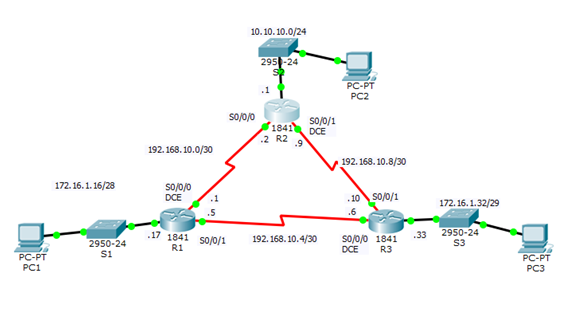 10.10.10.0/24
2950-24
S2
PC-PT
PC2
.1
S0/0/0
1841
R2
S0/0/1
DCE
.2
.9
192.168.10.0/30
192.168.10.8/30
172.16.1.16/28
S0/0/0
DCE
.1
.5
.10
.6
S0/0/1
172.16.1.32/29
PC-PT
PC1
2950-24
S1
.17
1841
R1
S0/0/1
192.168.10.4/30
S0/0/0
DCE
1841
R3
.33
2950-24
S3
PC-PT
PC3